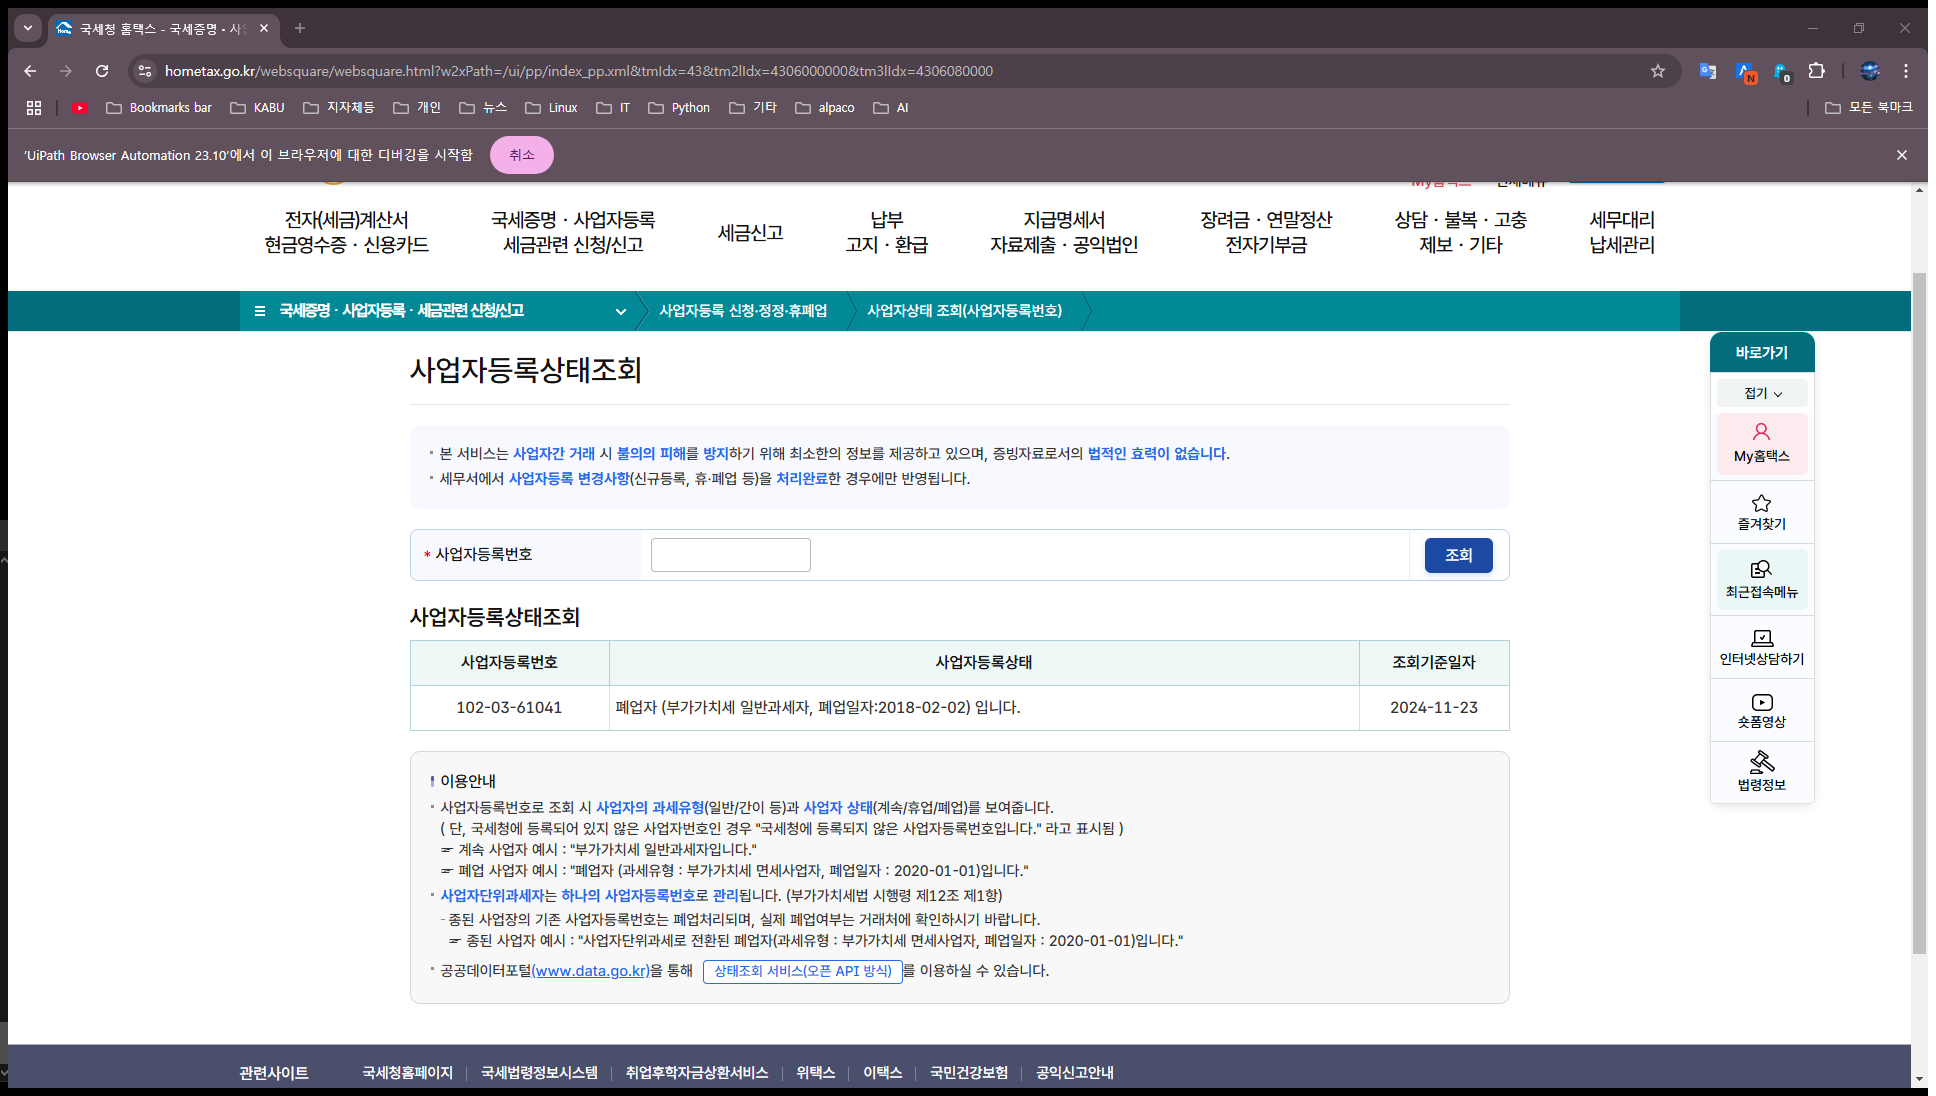 국세청 홈택스 - 국세증명 · 사업
hometax.go.kr/websquare/websquare.html?w2xPath=/ui/pp/index_pp.xml&tmIdx=43&tm2lIdx=4306000000&tm3lIdx=4306080000
Bookmarks bar KABU 지자체등 개인 뉴스 Linux IT Python 기타 alpaco AI 모든 북마크
'UiPath Browser Automation 23.10'에서 이 브라우저에 대한 디버깅을 시작함 취소
My홈택스 전체메뉴
전자(세금)계산서
현금영수증 · 신용카드
국세증명 · 사업자등록
세금관련 신청/신고
세금신고
납부
고지 · 환급
지급명세서
자료제출 · 공익법인
장려금 · 연말정산
전자기부금
상담 · 불복 · 고충
제보 · 기타
세무대리
납세관리
국세증명 · 사업자등록 · 세금관련 신청/신고 사업자등록 신청·정정·휴폐업 사업자상태 조회(사업자등록번호)
사업자등록상태조회
· 본 서비스는 사업자간 거래 시 불의의 피해를 방지하기 위해 최소한의 정보를 제공하고 있으며, 증빙자료로서의 법적인 효력이 없습니다.
· 세무서에서 사업자등록 변경사항(신규등록, 휴·폐업 등)을 처리완료한 경우에만 반영됩니다.
* 사업자등록번호 조회
사업자등록상태조회
사업자등록번호 사업자등록상태 조회기준일자
102-03-61041 폐업자 (부가가치세 일반과세자, 폐업일자:2018-02-02) 입니다. 2024-11-23
이용안내
· 사업자등록번호로 조회 시 사업자의 과세유형(일반/간이 등)과 사업자 상태(계속/휴업/폐업)를 보여줍니다.
( 단, 국세청에 등록되어 있지 않은 사업자번호인 경우 "국세청에 등록되지 않은 사업자등록번호입니다." 라고 표시됨 )
☞ 계속 사업자 예시 : "부가가치세 일반과세자입니다."
☞ 폐업 사업자 예시 : "폐업자 (과세유형 : 부가가치세 면세사업자, 폐업일자 : 2020-01-01)입니다."
· 사업자단위과세자는 하나의 사업자등록번호로 관리됩니다. (부가가치세법 시행령 제12조 제1항)
- 종된 사업장의 기존 사업자등록번호는 폐업처리되며, 실제 폐업여부는 거래처에 확인하시기 바랍니다.
☞ 종된 사업자 예시 : "사업자단위과세로 전환된 폐업자(과세유형 : 부가가치세 면세사업자, 폐업일자 : 2020-01-01)입니다."
· 공공데이터포털(www.data.go.kr)을 통해 상태조회 서비스(오픈 API 방식)를 이용하실 수 있습니다.
바로가기
접기
My홈택스
즐겨찾기
최근접속메뉴
인터넷상담하기
숏폼영상
법령정보
관련사이트 국세청홈페이지 국세법령정보시스템 취업후학자금상환서비스 위택스 이택스 국민건강보험 공익신고안내
N
0